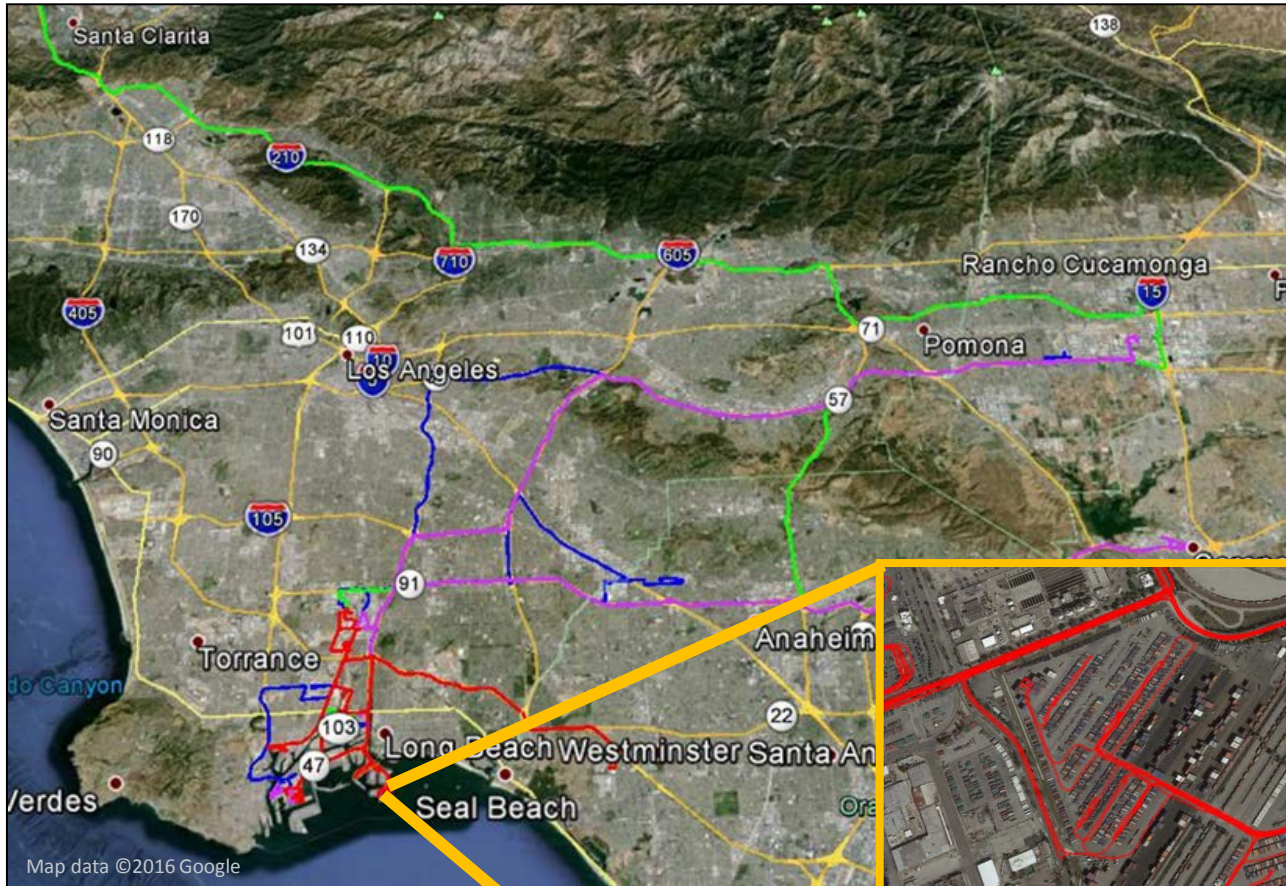 Santa Clarita
138
118
210
170
134
710
605
Rancho Cucamonga
15
405
101
110
71
Pomona
10
5
Los Angeles
57
Santa Monica
90
105
91
Anaheim
Torrance
do Canyon
22
103
Long Beach
Westminster
Santa An
47
Verdes
Seal Beach
Ora
Map data ©2016 Google